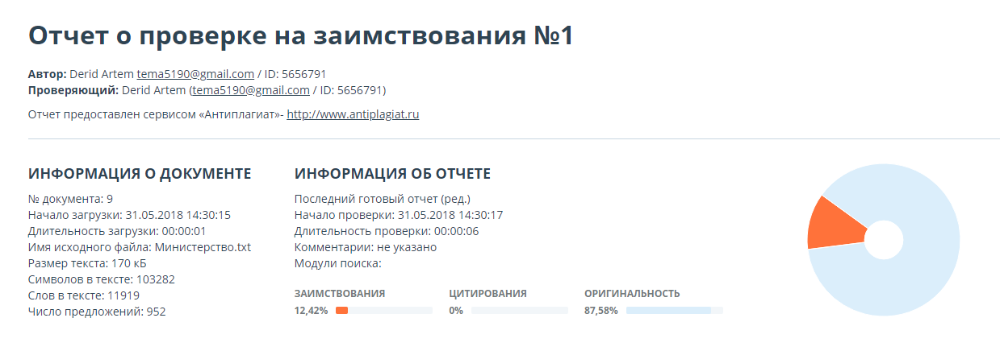 Отчет о проверке на заимствования №1
Автор: Derid Artem tema5190@gmail.com / ID: 5656791
Проверяющий: Derid Artem (tema5190@gmail.com / ID: 5656791)
Отчет предоставлен сервисом «Антиплагиат»- http://www.antiplagiat.ru
ИНФОРМАЦИЯ О ДОКУМЕНТЕ
№ документа: 9
Начало загрузки: 31.05.2018 14:30:15
Длительность загрузки: 00:00:01
Имя исходного файла: Министерство.txt
Размер текста: 170 кБ
Символов в тексте: 103282
Слов в тексте: 11919
Число предложений: 952
ИНФОРМАЦИЯ ОБ ОТЧЕТЕ
Последний готовый отчет (ред.)
Начало проверки: 31.05.2018 14:30:17
Длительность проверки: 00:00:06
Комментарии: не указано
Модули поиска:
ЗАИМСТВОВАНИЯ
12,42%
ЦИТИРОВАНИЯ
0%
ОРИГИНАЛЬНОСТЬ
87,58%